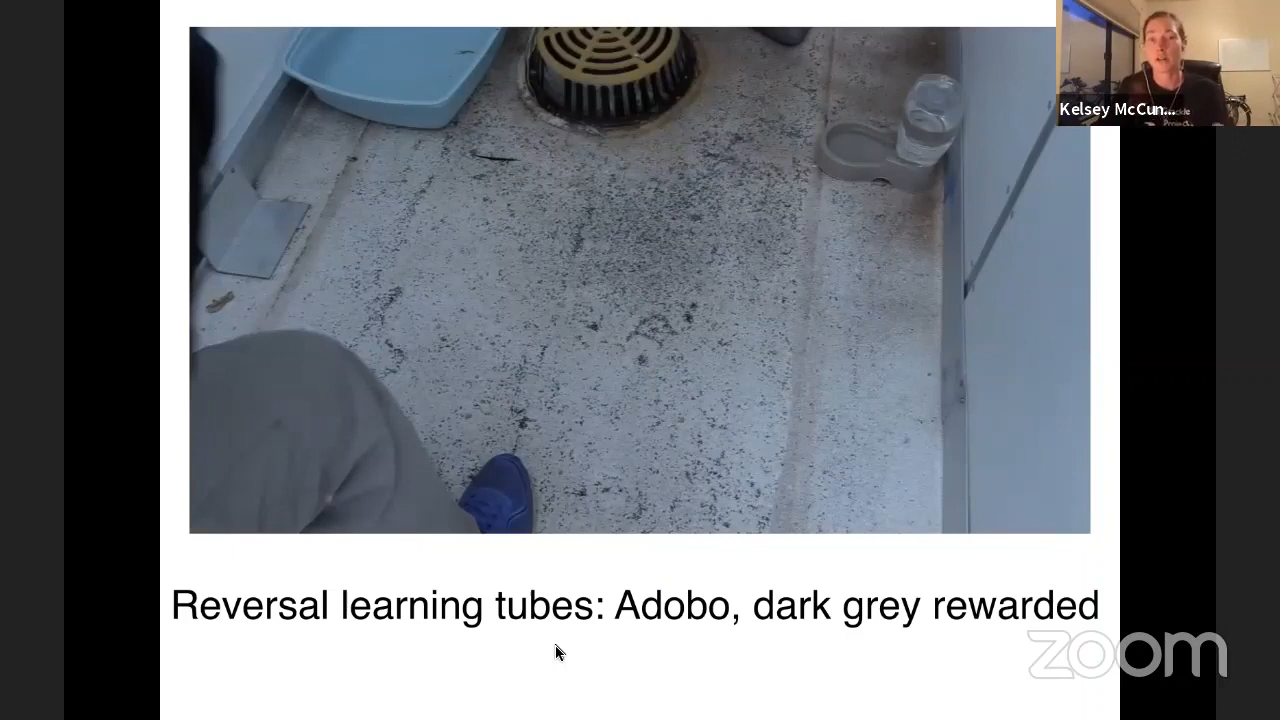 Kelsey McCun...
Reversal learning tubes: Adobo, dark grey rewarded
zoom